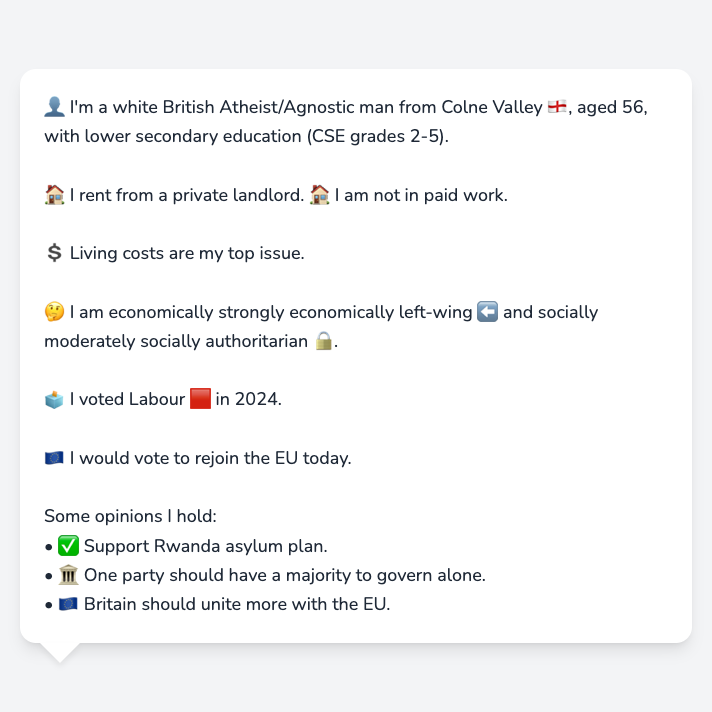 👤 I'm a white British Atheist/Agnostic man from Colne Valley 🏴󠁧󠁢󠁥󠁮󠁧󠁿, aged 56,
with lower secondary education (CSE grades 2-5).
🏠 I rent from a private landlord. 🏠 I am not in paid work.
💲 Living costs are my top issue.
🤔 I am economically strongly economically left-wing ⬅️ and socially
moderately socially authoritarian 🔒.
🗳️ I voted Labour 🟥 in 2024.
🇪🇺 I would vote to rejoin the EU today.
Some opinions I hold:
• ✅ Support Rwanda asylum plan.
• 🏛️ One party should have a majority to govern alone.
• 🇪🇺 Britain should unite more with the EU.